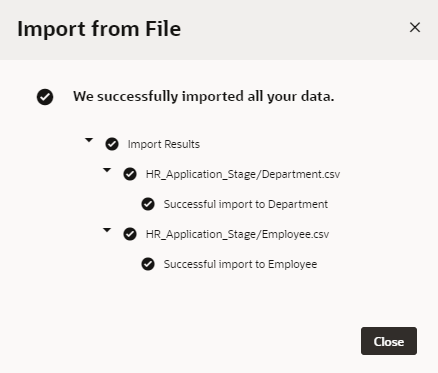 Import from File
We successfully imported all your data.
Import Results
HR_Application_Stage/Department.csv
Successful import to Department
HR_Application_Stage/Employee.csv
Successful import to Employee
Close